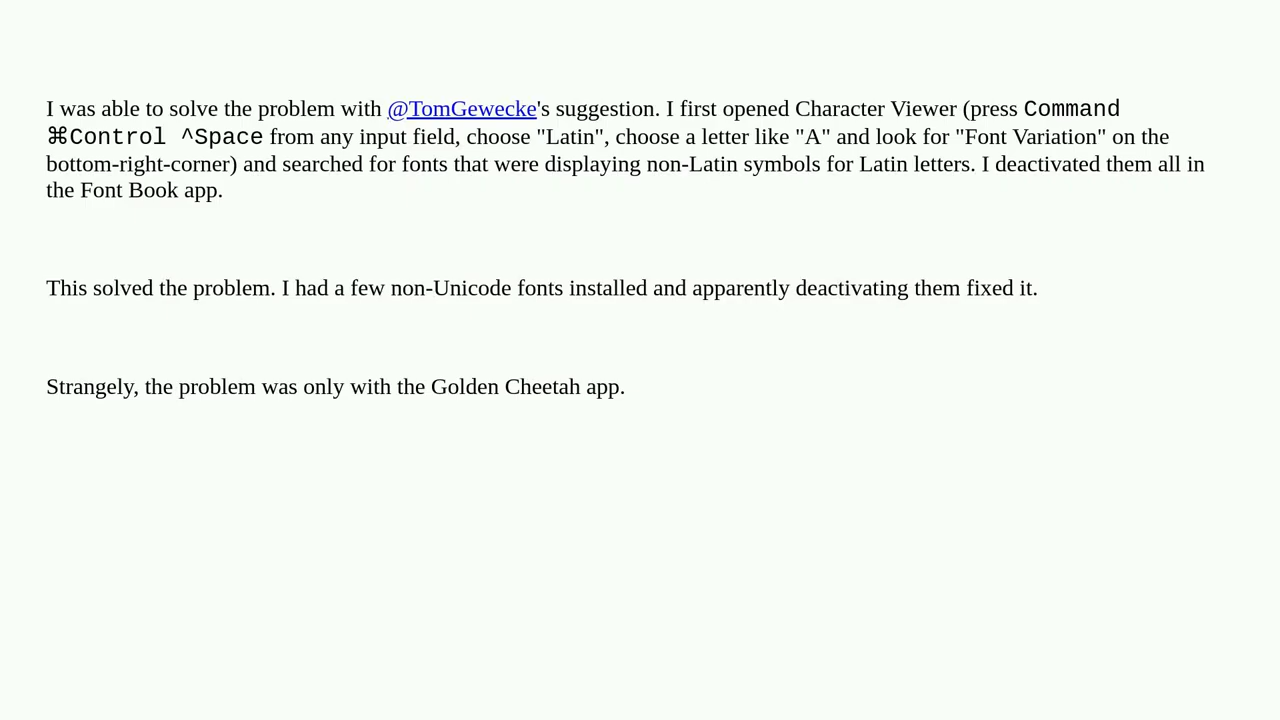 I was able to solve the problem with @TomGewecke's suggestion. I first opened Character Viewer (press Command
⌘Control ^Space from any input field, choose "Latin", choose a letter like "A" and look for "Font Variation" on the
bottom-right-corner) and searched for fonts that were displaying non-Latin symbols for Latin letters. I deactivated them all in
the Font Book app.
This solved the problem. I had a few non-Unicode fonts installed and apparently deactivating them fixed it.
Strangely, the problem was only with the Golden Cheetah app.